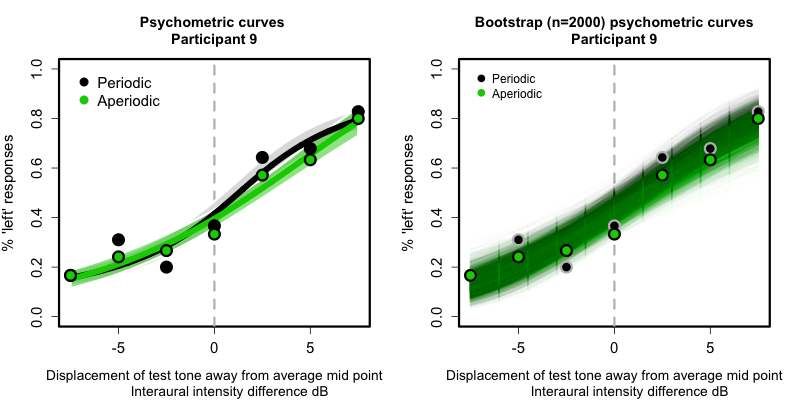 Psychometric curves
Participant 9
1.0
0.8
0.6
0.4
0.2
0.0
% 'left' responses
Periodic
Aperiodic
-5
0
5
Displacement of test tone away from average mid point
Interaural intensity difference dB
Bootstrap (n=2000) psychometric curves
Participant 9
1.0
0.8
0.6
0.4
0.2
0.0
% 'left' responses
Periodic
Aperiodic
-5
0
5
Displacement of test tone away from average mid point
Interaural intensity difference dB